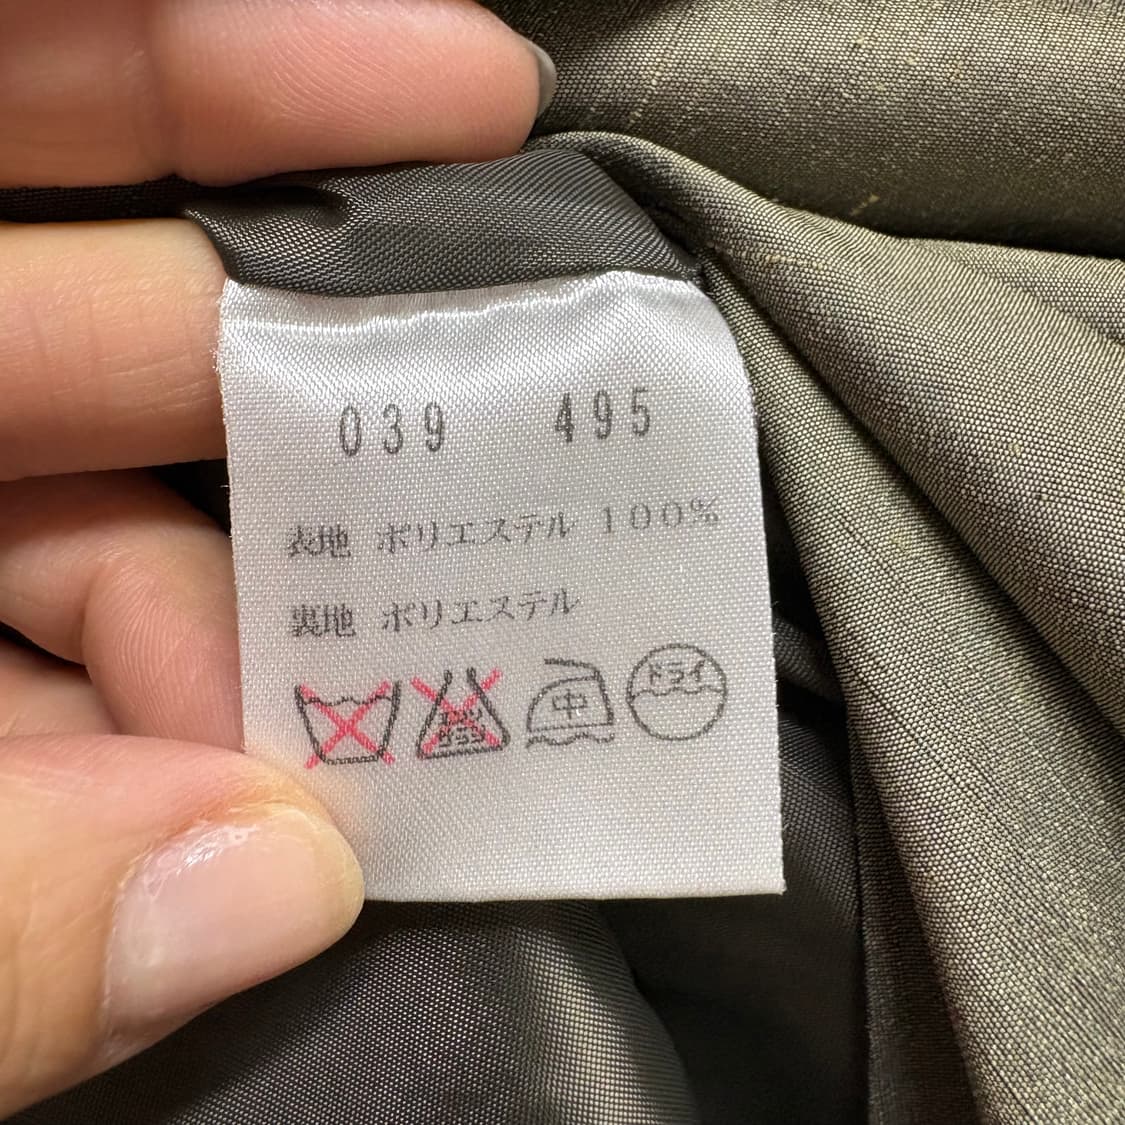 039 495
表地 ポリエステル 100%
裏地 ポリエステル
中 ドライ